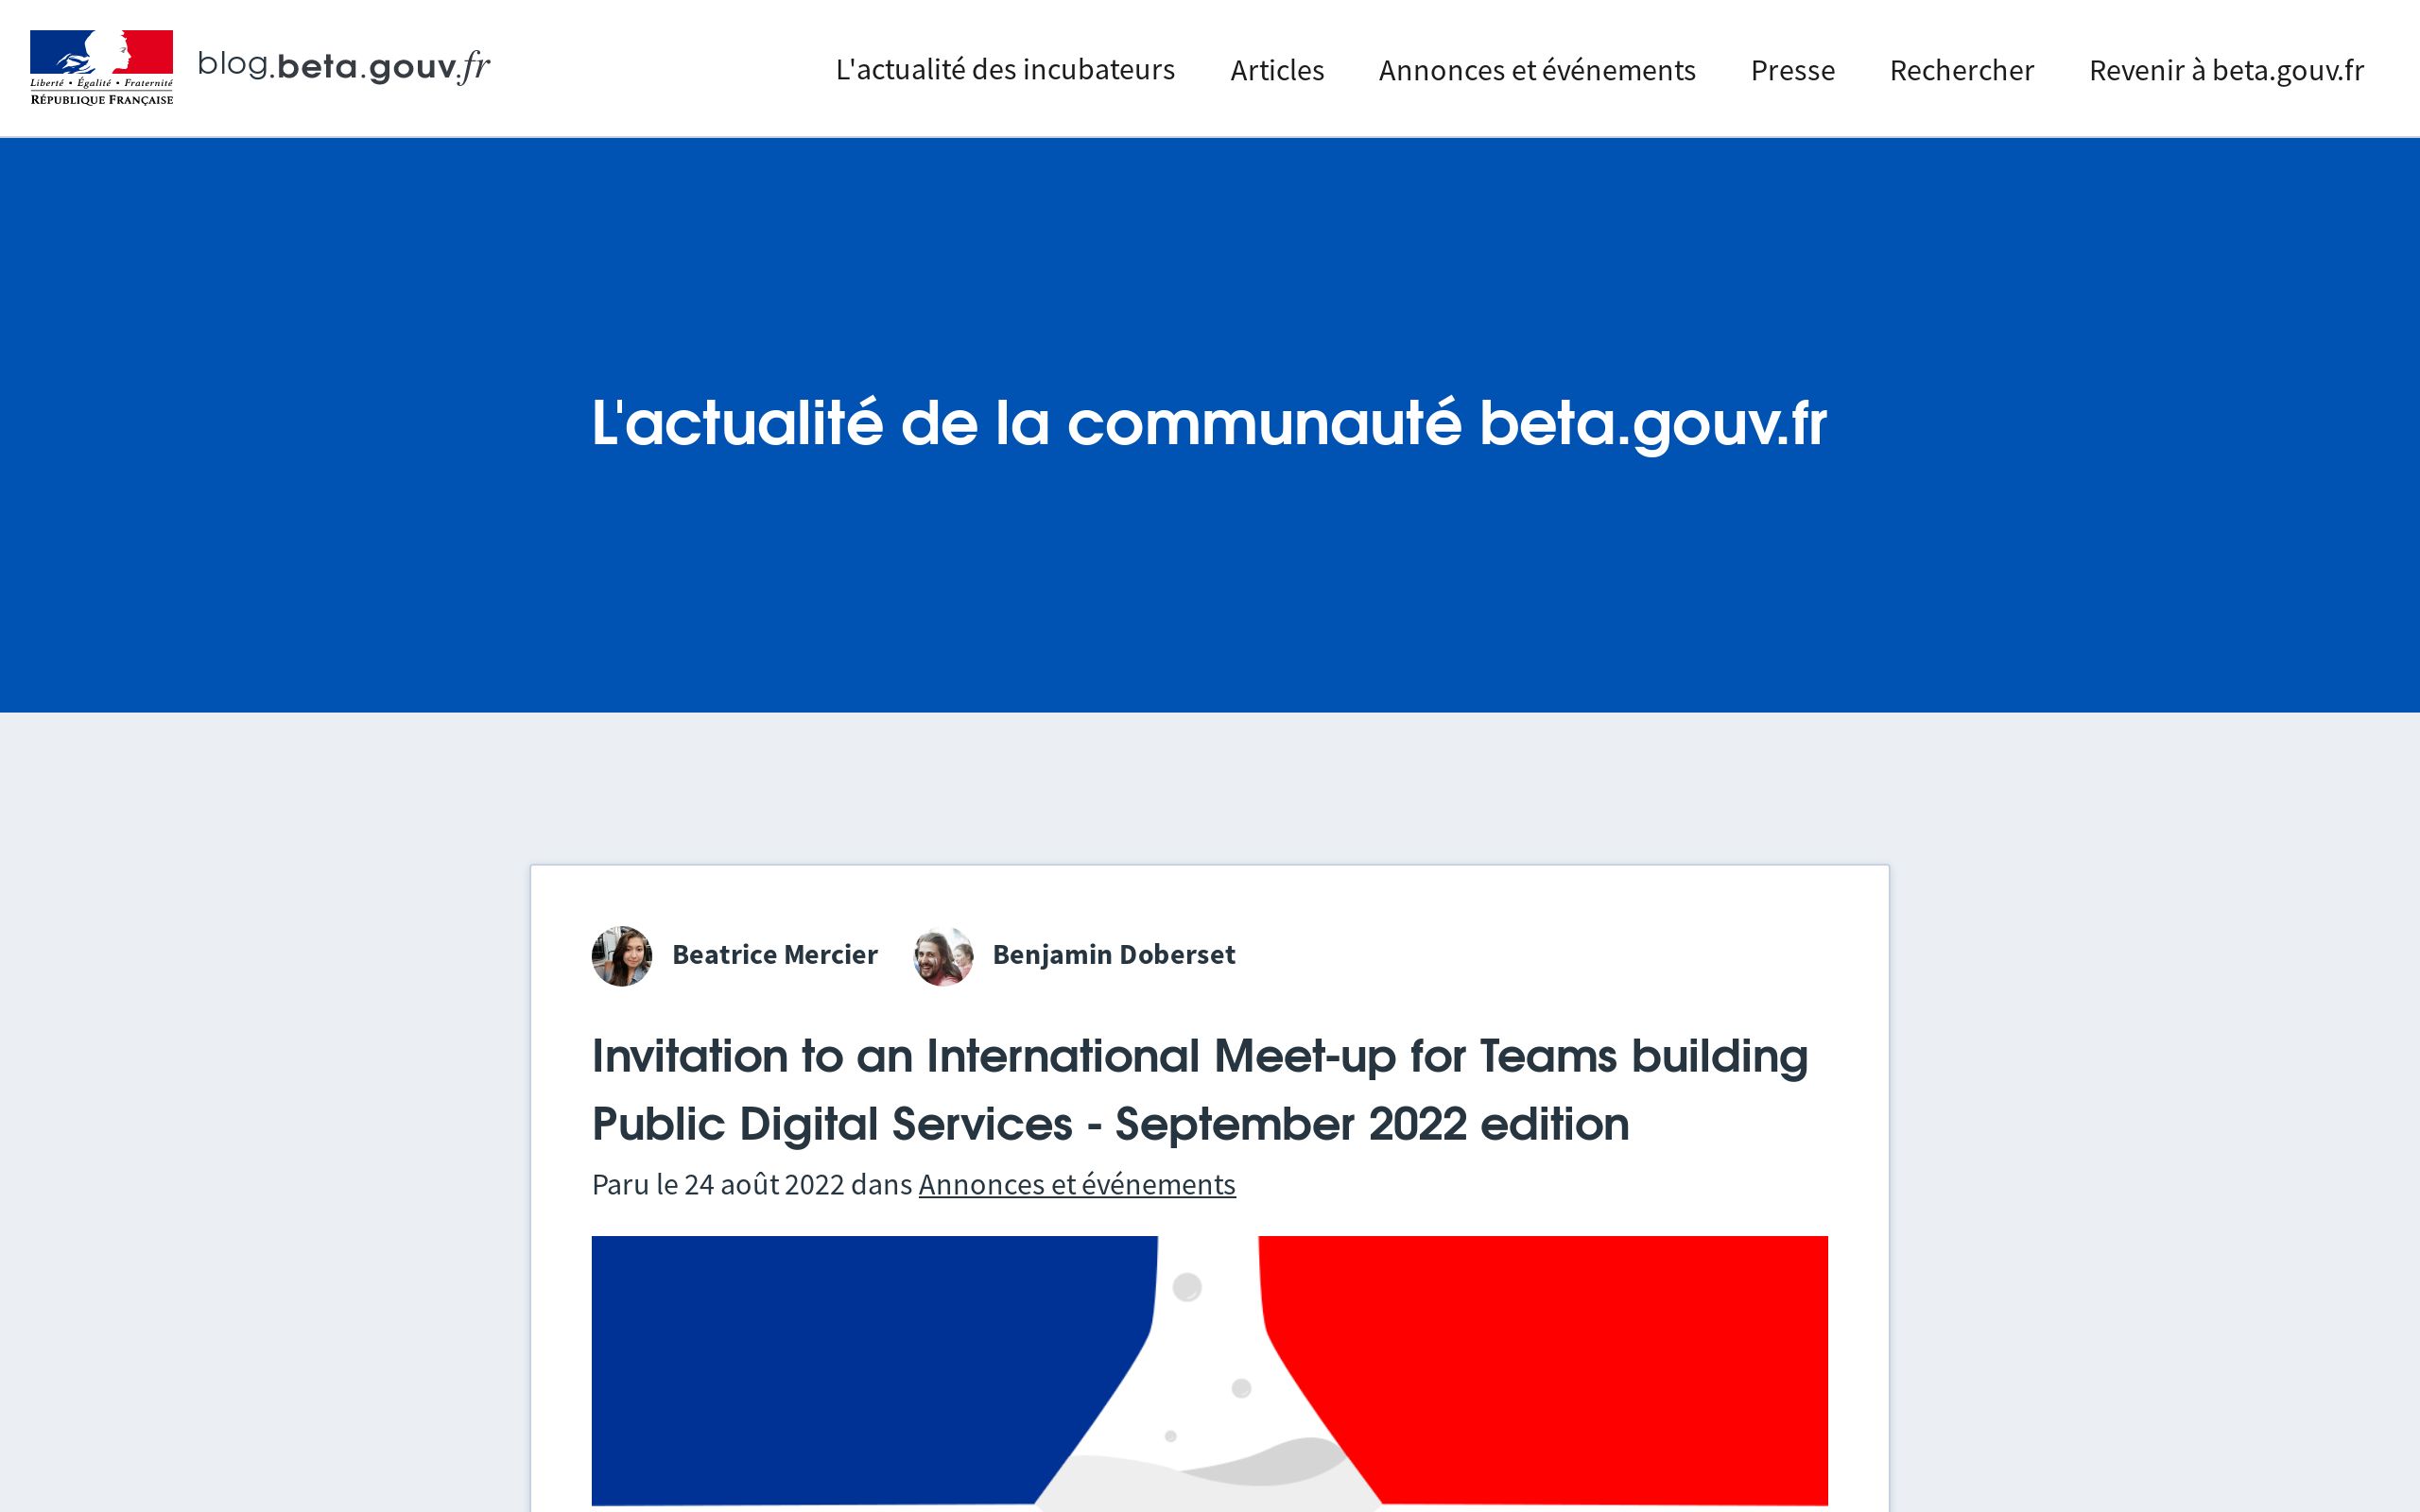 Liberté • Égalité • Fraternité
RÉPUBLIQUE FRANÇAISE
blog.beta.gouv.fr
L'actualité des incubateurs
Articles
Annonces et événements
Presse
Rechercher
Revenir à beta.gouv.fr
L'actualité de la communauté beta.gouv.fr
Beatrice Mercier
Benjamin Doberset
Invitation to an International Meet-up for Teams building
Public Digital Services - September 2022 edition
Paru le 24 août 2022 dans Annonces et événements